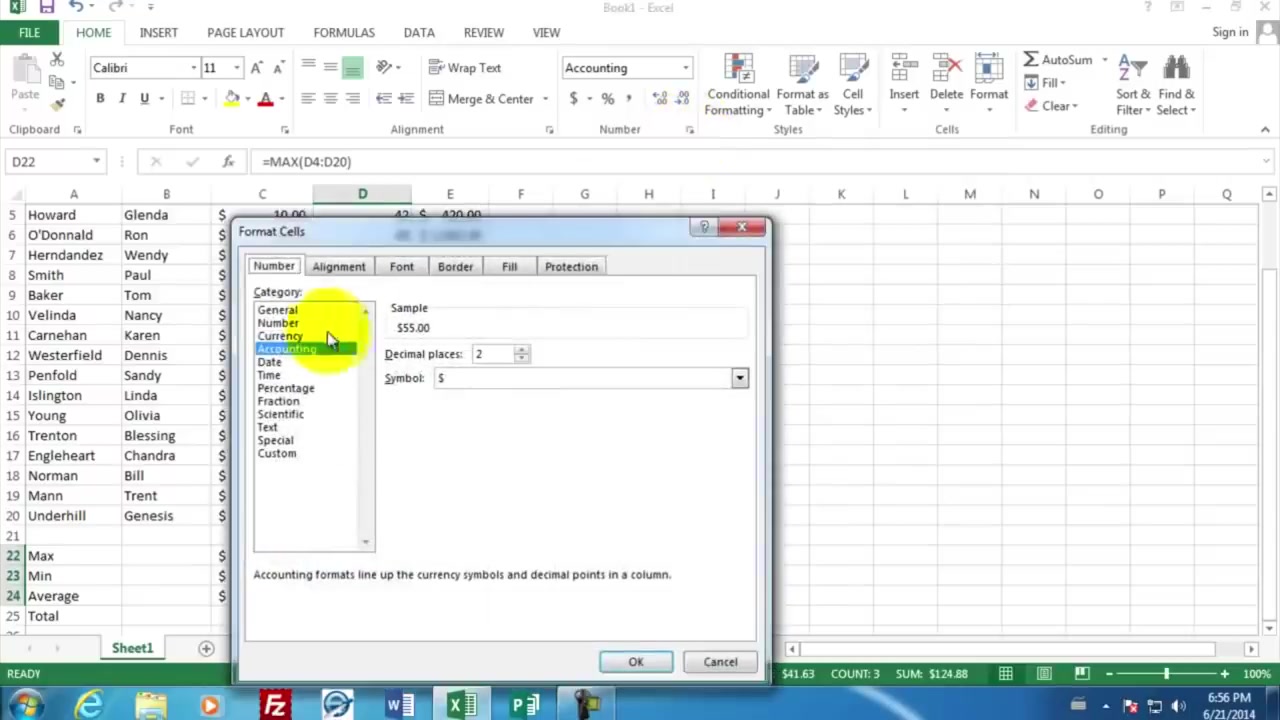 Book1 - Excel
FILE HOME INSERT PAGE LAYOUT FORMULAS DATA REVIEW VIEW Sign in
Calibri 11 Wrap Text Accounting AutoSum
Paste Merge & Center $ % , Conditional Formatting Format as Table Cell Styles Insert Delete Format Fill Clear Sort & Filter Find & Select
Clipboard Font Alignment Number Styles Cells Editing
D22 fx =MAX(D4:D20)
A B C D E F G H I J K L M N O P Q
5 Howard Glenda $ 10.00 42 $ 420.00
6 O'Donnald Ron $
7 Herndandez Wendy $
8 Smith Paul $
9 Baker Tom $
10 Velinda Nancy $
11 Carnehan Karen $
12 Westerfield Dennis $
13 Penfold Sandy $
14 Islington Linda $
15 Young Olivia $
16 Trenton Blessing $
17 Engleheart Chandra $
18 Norman Bill $
19 Mann Trent $
20 Underhill Genesis $
21
22 Max $
23 Min $
24 Average $
25 Total
Format Cells
Number Alignment Font Border Fill Protection
Category:
General
Number
Currency
Accounting
Date
Time
Percentage
Fraction
Scientific
Text
Special
Custom
Sample
$55.00
Decimal places: 2
Symbol: $
Accounting formats line up the currency symbols and decimal points in a column.
OK Cancel
Sheet1
READY $41.63 COUNT: 3 SUM: $124.88 100%
6:56 PM
6/21/2014